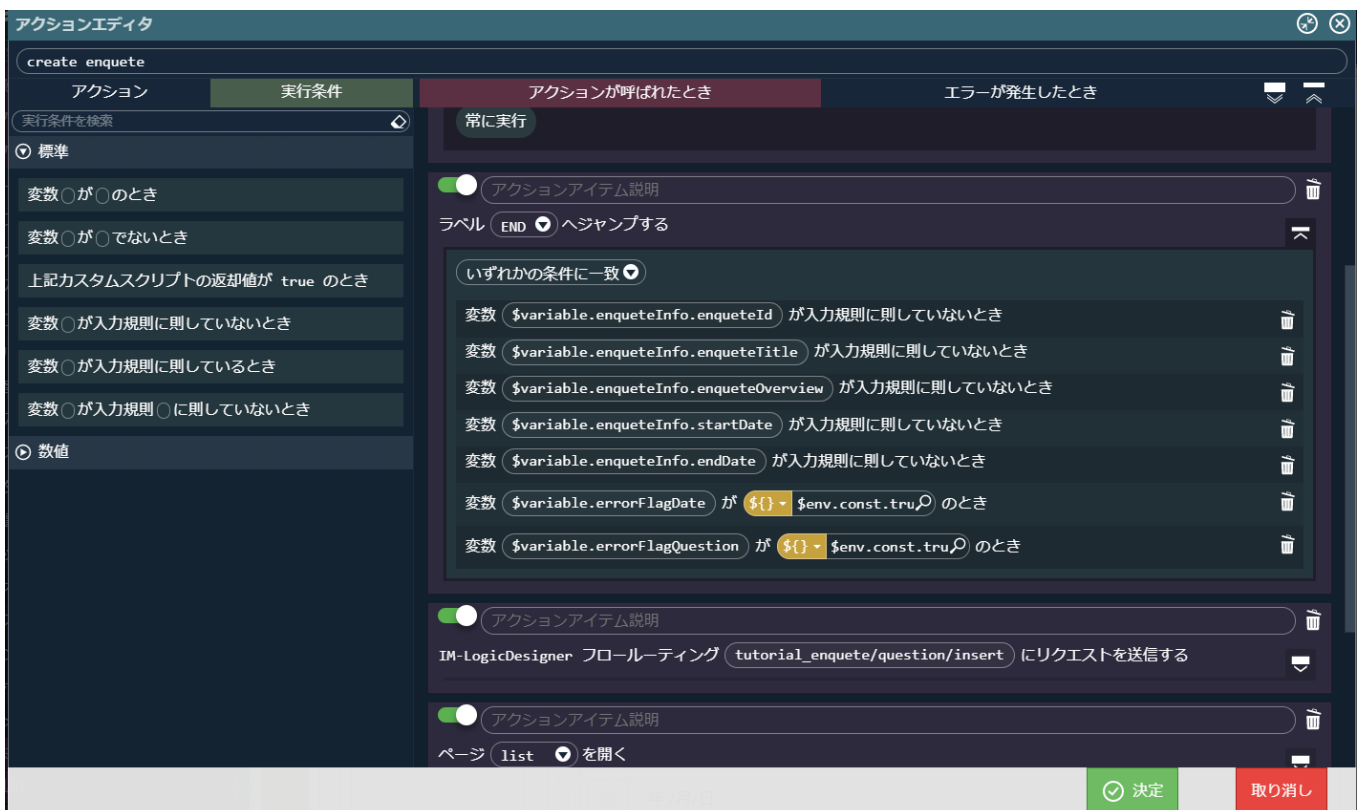 アクションエディタ
create enquete
アクション 実行条件 アクションが呼ばれたとき エラーが発生したとき
実行条件を検索
標準
変数○が○のとき
変数○が○でないとき
上記カスタムスクリプトの返却値が true のとき
変数○が入力規則に則していないとき
変数○が入力規則に則しているとき
変数○が入力規則○に則していないとき
数値
常に実行
アクションアイテム説明
ラベル END へジャンプする
いずれかの条件に一致
変数 $variable.enqueteInfo.enqueteId が入力規則に則していないとき
変数 $variable.enqueteInfo.enqueteTitle が入力規則に則していないとき
変数 $variable.enqueteInfo.enqueteOverview が入力規則に則していないとき
変数 $variable.enqueteInfo.startDate が入力規則に則していないとき
変数 $variable.enqueteInfo.endDate が入力規則に則していないとき
変数 $variable.errorFlagDate が ${} $env.const.tru のとき
変数 $variable.errorFlagQuestion が ${} $env.const.tru のとき
アクションアイテム説明
IM-LogicDesigner フロールーティング tutorial_enquete/question/insert にリクエストを送信する
アクションアイテム説明
ページ list を開く
決定 取り消し